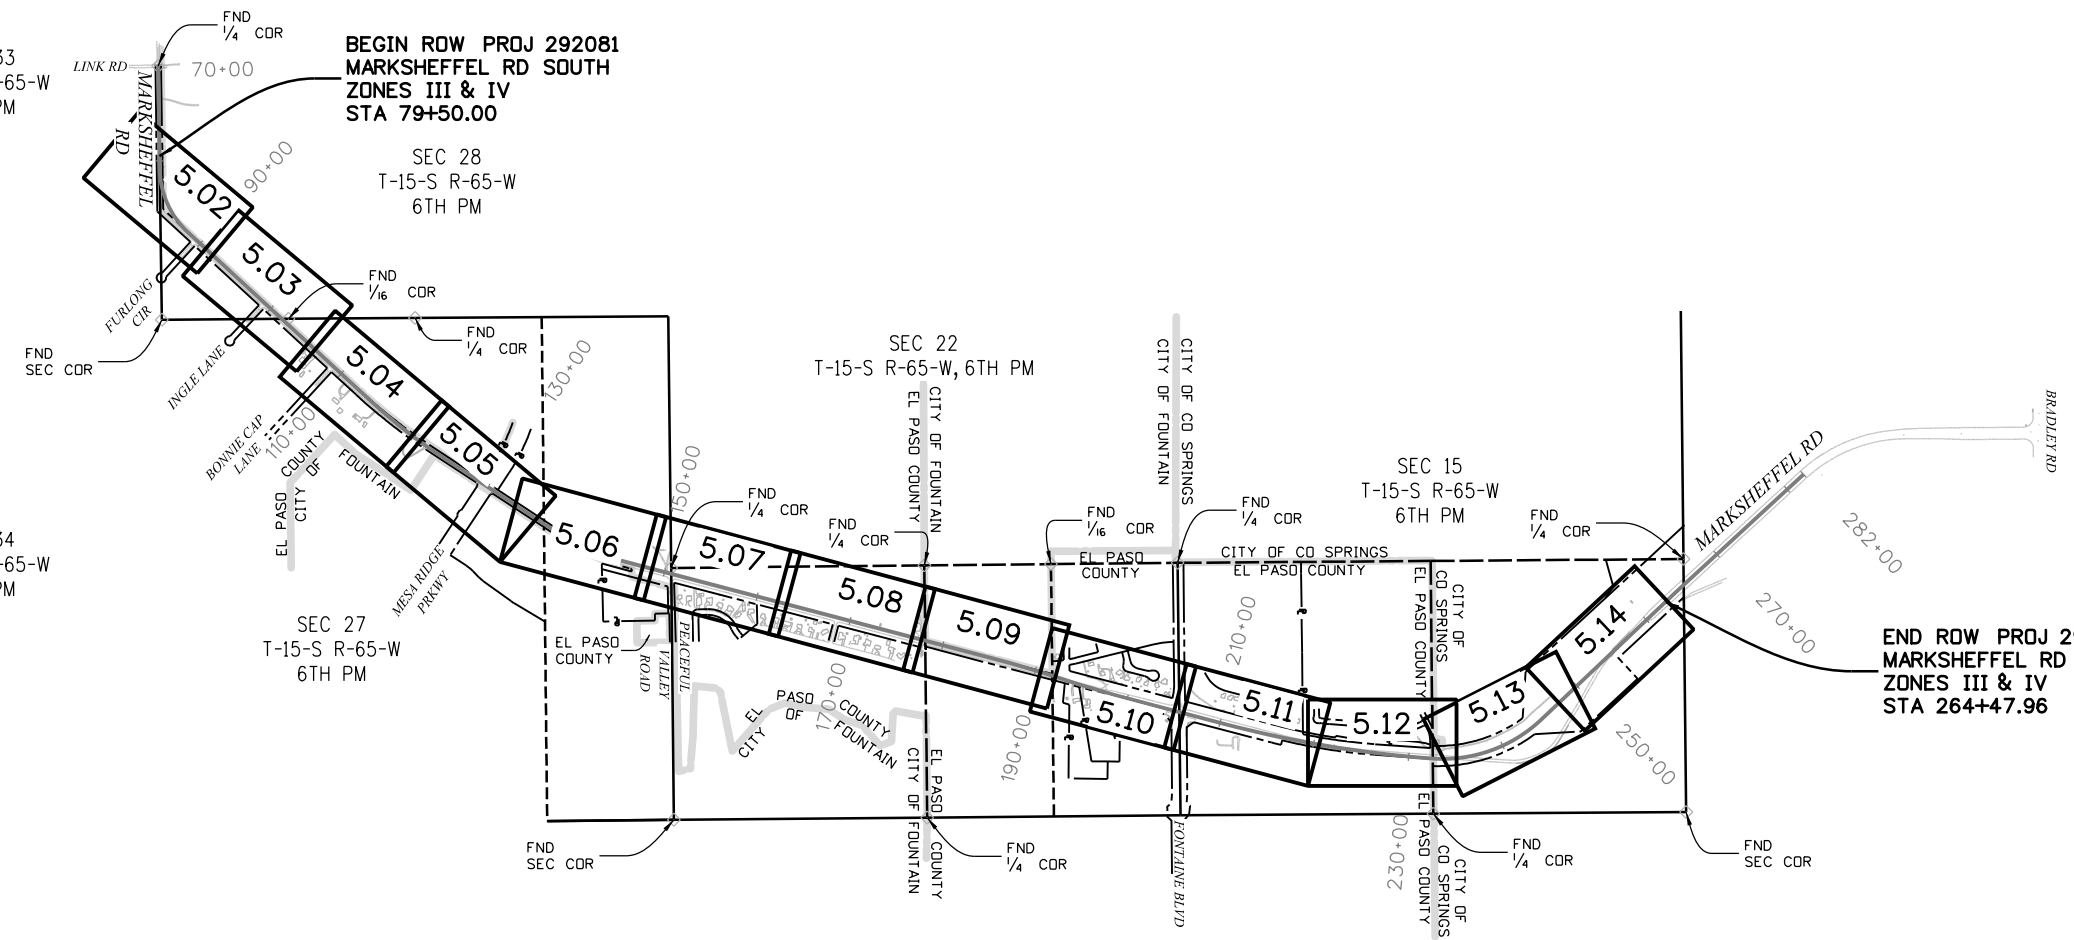 FND
1/4 COR
33
-65-W
PM
LINK RD
70+00
MARKSHEFFEL
RD
BEGIN ROW PROJ 292081
MARKSHEFFEL RD SOUTH
ZONES III & IV
STA 79+50.00
SEC 28
T-15-S R-65-W
6TH PM
90+00
5.02
5.03
FURLONG
CIR
FND
1/16 COR
FND
1/4 COR
FND
SEC COR
INGLE LANE
5.04
BONNIE CAP
LANE
110+00
EL PASO COUNTY
CITY OF FOUNTAIN
5.05
130+00
MESA RIDGE
PRKWY
34
-65-W
PM
SEC 27
T-15-S R-65-W
6TH PM
5.06
EL PASO
COUNTY
150+00
FND
1/4 COR
5.07
PEACEFUL
VALLEY
ROAD
SEC 22
T-15-S R-65-W, 6TH PM
CITY OF FOUNTAIN
EL PASO COUNTY
FND
1/4 COR
5.08
170+00
EL PASO COUNTY
CITY OF FOUNTAIN
5.09
FND
1/16 COR
EL PASO
COUNTY
190+00
EL PASO COUNTY
CITY OF FOUNTAIN
FND
SEC COR
FND
1/4 COR
CITY OF CO SPRINGS
CITY OF FOUNTAIN
FND
1/4 COR
5.10
FONTAINE BLVD
CITY OF CO SPRINGS
EL PASO COUNTY
210+00
5.11
SEC 15
T-15-S R-65-W
6TH PM
5.12
CITY OF
CO SPRINGS
EL PASO COUNTY
230+00
EL PASO COUNTY
CITY OF
CO SPRINGS
FND
1/4 COR
5.13
5.14
FND
1/4 COR
MARKSHEFFEL RD
BRADLEY RD
282+00
270+00
250+00
END ROW PROJ 29
MARKSHEFFEL RD
ZONES III & IV
STA 264+47.96
FND
SEC COR